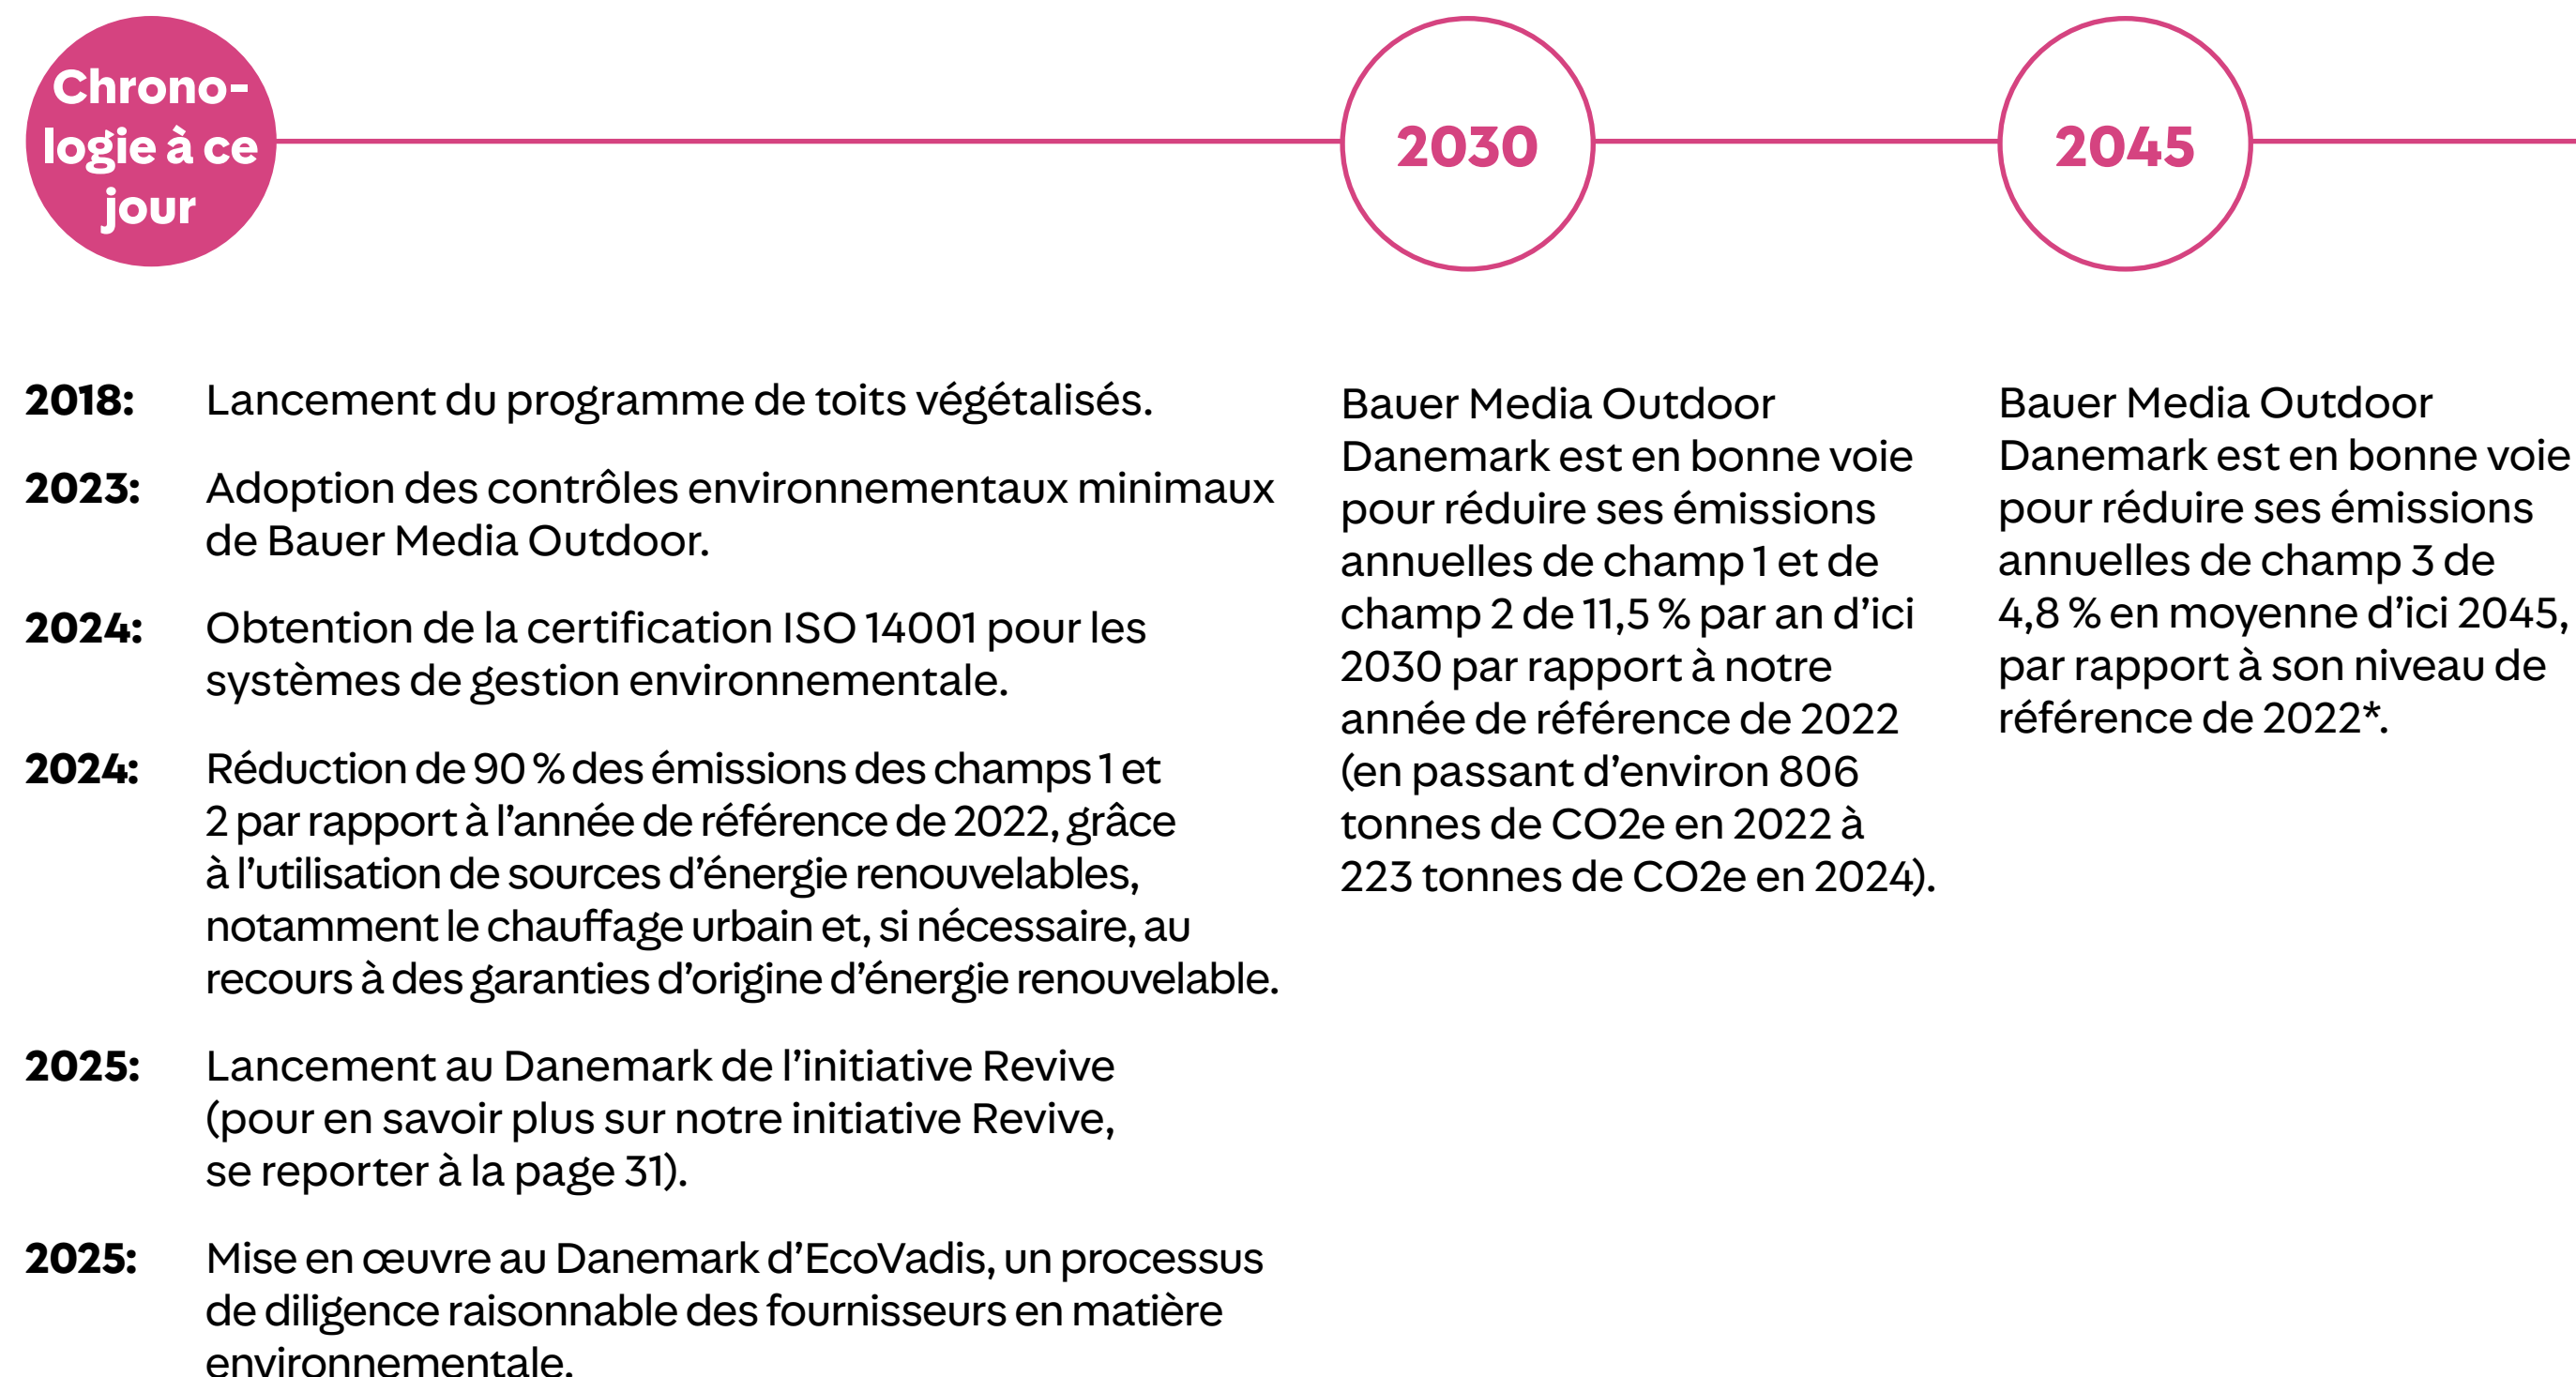 Chrono-
logie à ce
jour
2030
2045
2018: Lancement du programme de toits végétalisés.
2023: Adoption des contrôles environnementaux minimaux
de Bauer Media Outdoor.
2024: Obtention de la certification ISO 14001 pour les
systèmes de gestion environnementale.
2024: Réduction de 90 % des émissions des champs 1 et
2 par rapport à l’année de référence de 2022, grâce
à l’utilisation de sources d’énergie renouvelables,
notamment le chauffage urbain et, si nécessaire, au
recours à des garanties d’origine d’énergie renouvelable.
2025: Lancement au Danemark de l’initiative Revive
(pour en savoir plus sur notre initiative Revive,
se reporter à la page 31).
2025: Mise en œuvre au Danemark d’EcoVadis, un processus
de diligence raisonnable des fournisseurs en matière
environnementale.
Bauer Media Outdoor
Danemark est en bonne voie
pour réduire ses émissions
annuelles de champ 1 et de
champ 2 de 11,5 % par an d’ici
2030 par rapport à notre
année de référence de 2022
(en passant d’environ 806
tonnes de CO2e en 2022 à
223 tonnes de CO2e en 2024).
Bauer Media Outdoor
Danemark est en bonne voie
pour réduire ses émissions
annuelles de champ 3 de
4,8 % en moyenne d’ici 2045,
par rapport à son niveau de
référence de 2022*.